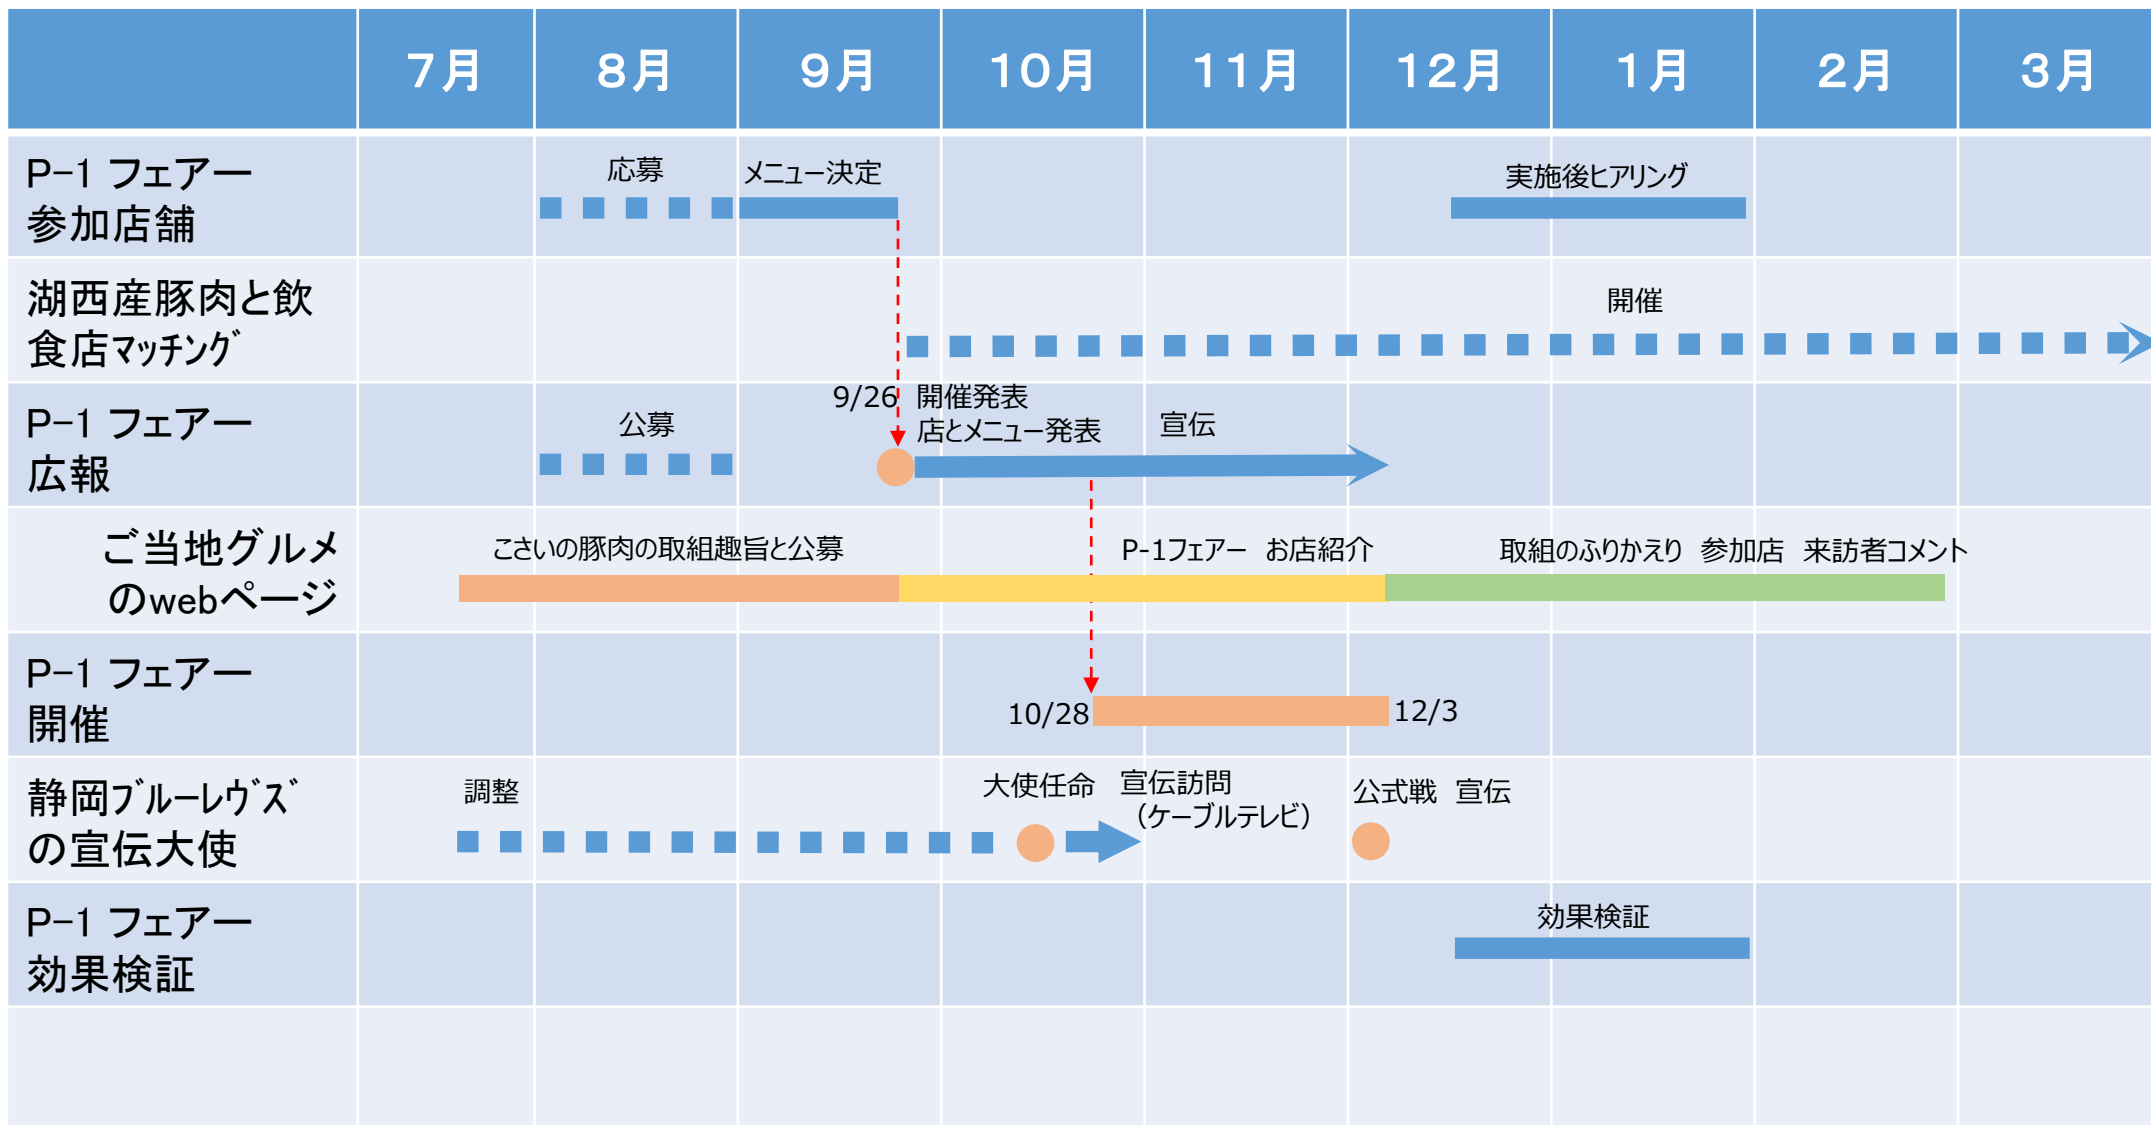 7月 8月 9月 10月 11月 12月 1月 2月 3月
P-1 フェアー
参加店舗
応募 メニュー決定 実施後ヒアリング
湖西産豚肉と飲
食店マッチング
開催
P-1 フェアー
広報
公募
9/26 開催発表
店とメニュー発表 宣伝
ご当地グルメ
のwebページ
こさいの豚肉の取組趣旨と公募 P-1フェアー お店紹介 取組のふりかえり 参加店 来訪者コメント
P-1 フェアー
開催
10/28 12/3
静岡ブルーレヴズ
の宣伝大使
調整 大使任命 宣伝訪問 公式戦 宣伝
（ケーブルテレビ）
P-1 フェアー
効果検証
効果検証